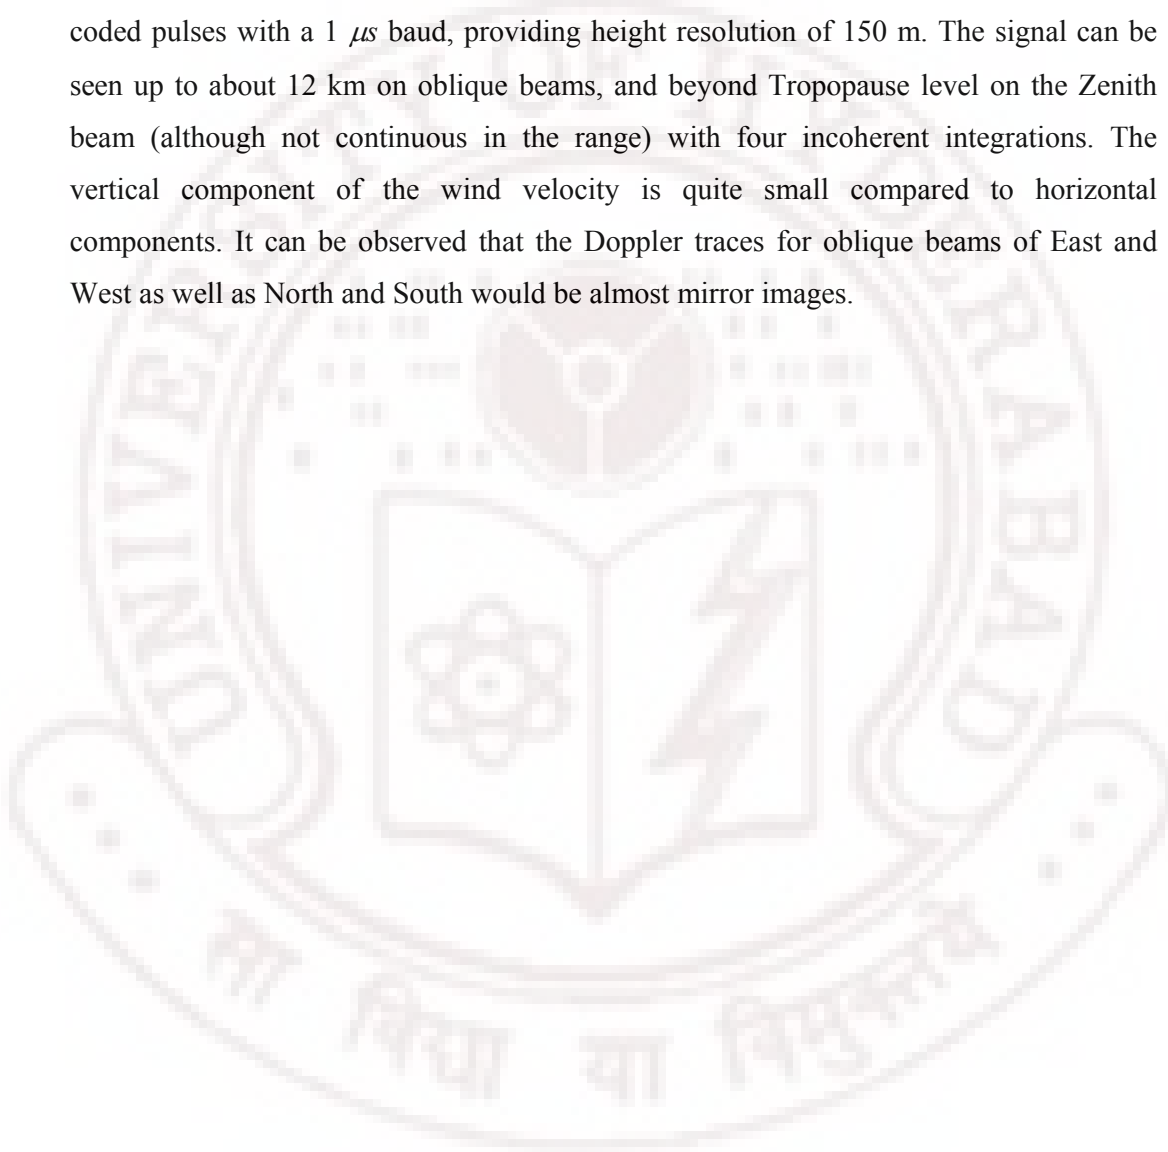 coded pulses with a 1 μs baud, providing height resolution of 150 m. The signal can be
seen up to about 12 km on oblique beams, and beyond Tropopause level on the Zenith
beam (although not continuous in the range) with four incoherent integrations. The
vertical component of the wind velocity is quite small compared to horizontal
components. It can be observed that the Doppler traces for oblique beams of East and
West as well as North and South would be almost mirror images.
UNIVERSITY OF HYDERABAD
सा विद्या या विमुक्तये